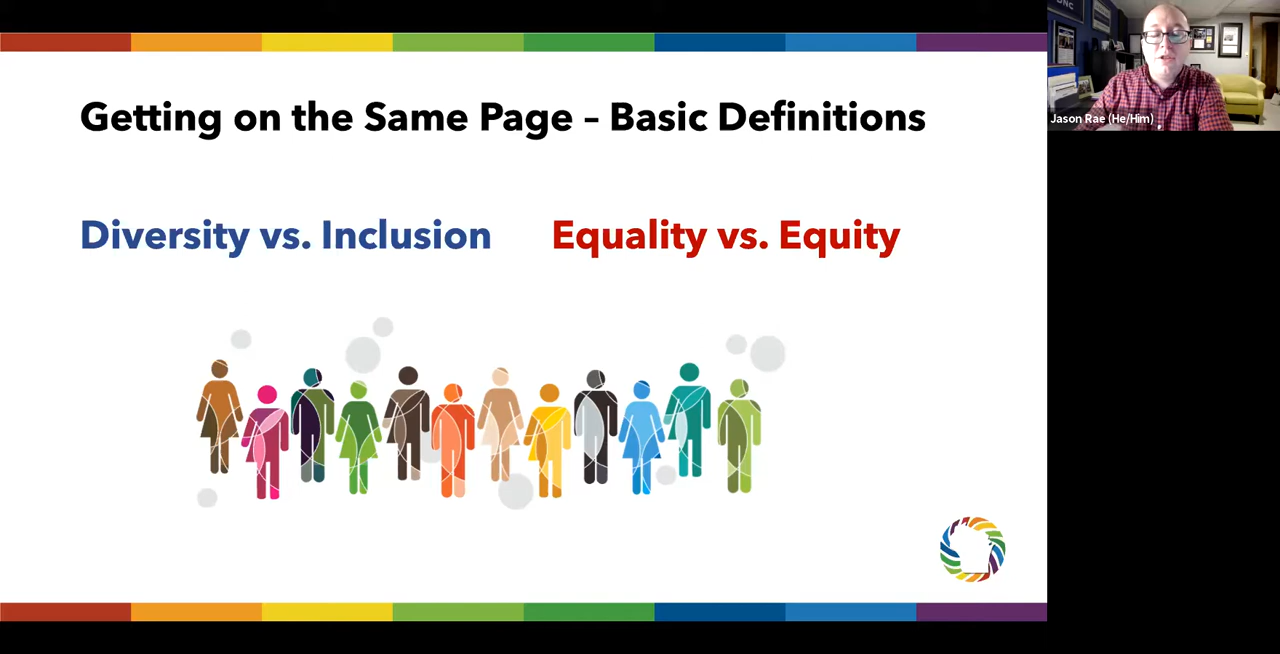 Getting on the Same Page – Basic Definitions
Diversity vs. Inclusion
Equality vs. Equity
Jason Rae (He/Him)